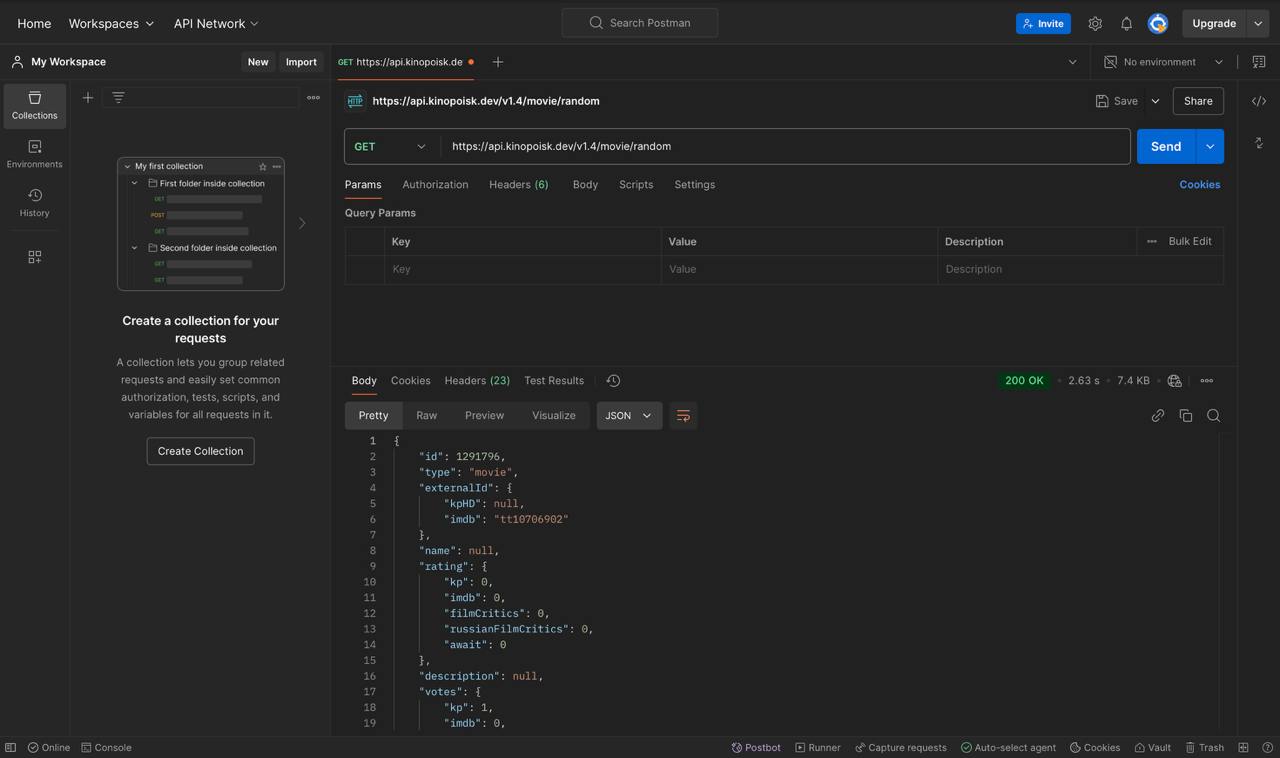 Home Workspaces API Network Search Postman Invite Upgrade
My Workspace New Import GET https://api.kinopoisk.de No environment
Collections
Environments
History
My first collection
First folder inside collection
GET
POST
GET
Second folder inside collection
GET
GET
Create a collection for your
requests
A collection lets you group related
requests and easily set common
authorization, tests, scripts, and
variables for all requests in it.
Create Collection
HTTP https://api.kinopoisk.dev/v1.4/movie/random Save Share
GET https://api.kinopoisk.dev/v1.4/movie/random Send
Params Authorization Headers (6) Body Scripts Settings Cookies
Query Params
Key Value Description Bulk Edit
Key Value Description
Body Cookies Headers (23) Test Results 200 OK 2.63 s 7.4 KB
Pretty Raw Preview Visualize JSON
1 {
2 "id": 1291796,
3 "type": "movie",
4 "externalId": {
5 "kpHD": null,
6 "imdb": "tt10706902"
7 },
8 "name": null,
9 "rating": {
10 "kp": 0,
11 "imdb": 0,
12 "filmCritics": 0,
13 "russianFilmCritics": 0,
14 "await": 0
15 },
16 "description": null,
17 "votes": {
18 "kp": 1,
19 "imdb": 0,
Online Console Postbot Runner Capture requests Auto-select agent Cookies Vault Trash